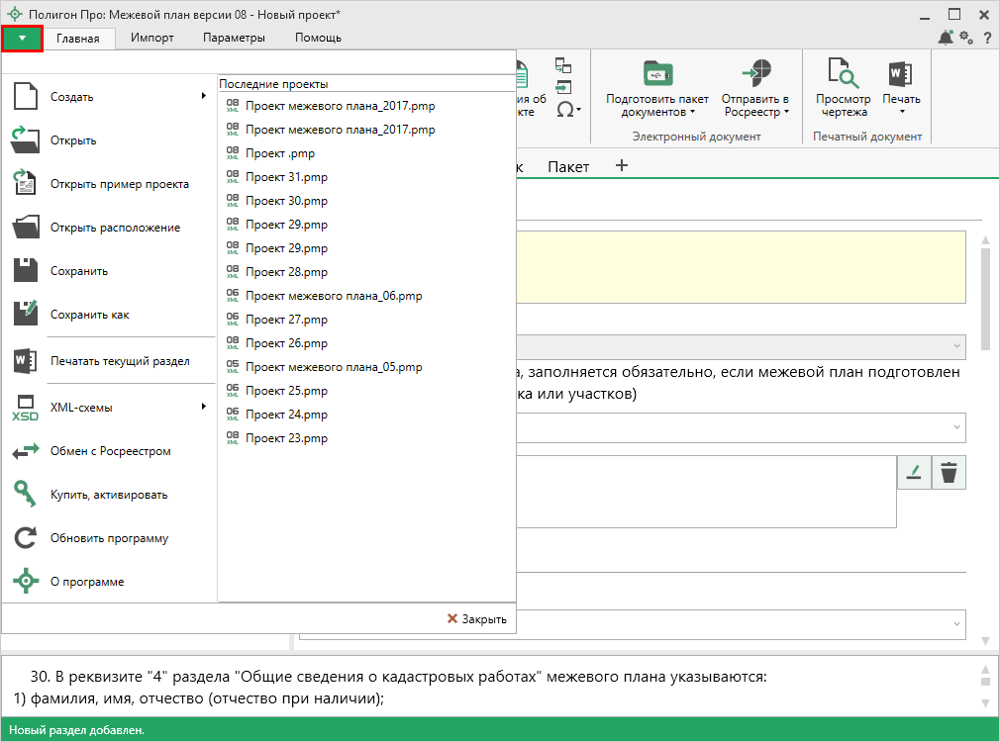 Полигон Про: Межевой план версии 08 - Новый проект*
Главная
Импорт
Параметры
Помощь
?
Создать
Открыть
Открыть пример проекта
Открыть расположение
Сохранить
Сохранить как
Печатать текущий раздел
XSD XML-схемы
Обмен с Росреестром
Купить, активировать
Обновить программу
О программе
Последние проекты
08 XML Проект межевого плана_2017.pmp
08 XML Проект межевого плана_2017.pmp
08 XML Проект .pmp
08 XML Проект 31.pmp
08 XML Проект 30.pmp
08 XML Проект 29.pmp
08 XML Проект 29.pmp
08 XML Проект 28.pmp
06 XML Проект межевого плана_06.pmp
06 XML Проект 27.pmp
08 XML Проект 26.pmp
05 XML Проект межевого плана_05.pmp
06 XML Проект 25.pmp
06 XML Проект 24.pmp
08 XML Проект 23.pmp
Закрыть
ия об
кте
Ω
Подготовить пакет
документов
Отправить в
Росреестр
Электронный документ
Просмотр
чертежа
Печать
Печатный документ
к
Пакет
+
а, заполняется обязательно, если межевой план подготовлен
ка или участков)
30. В реквизите "4" раздела "Общие сведения о кадастровых работах" межевого плана указываются:
1) фамилия, имя, отчество (отчество при наличии);
Новый раздел добавлен.